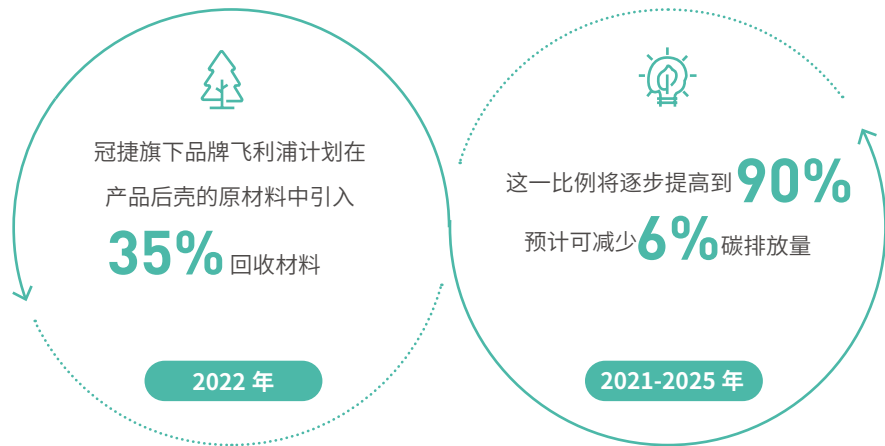 冠捷旗下品牌飞利浦计划在
产品后壳的原材料中引入
35% 回收材料
2022 年
这一比例将逐步提高到 90%
预计可减少 6% 碳排放量
2021-2025 年